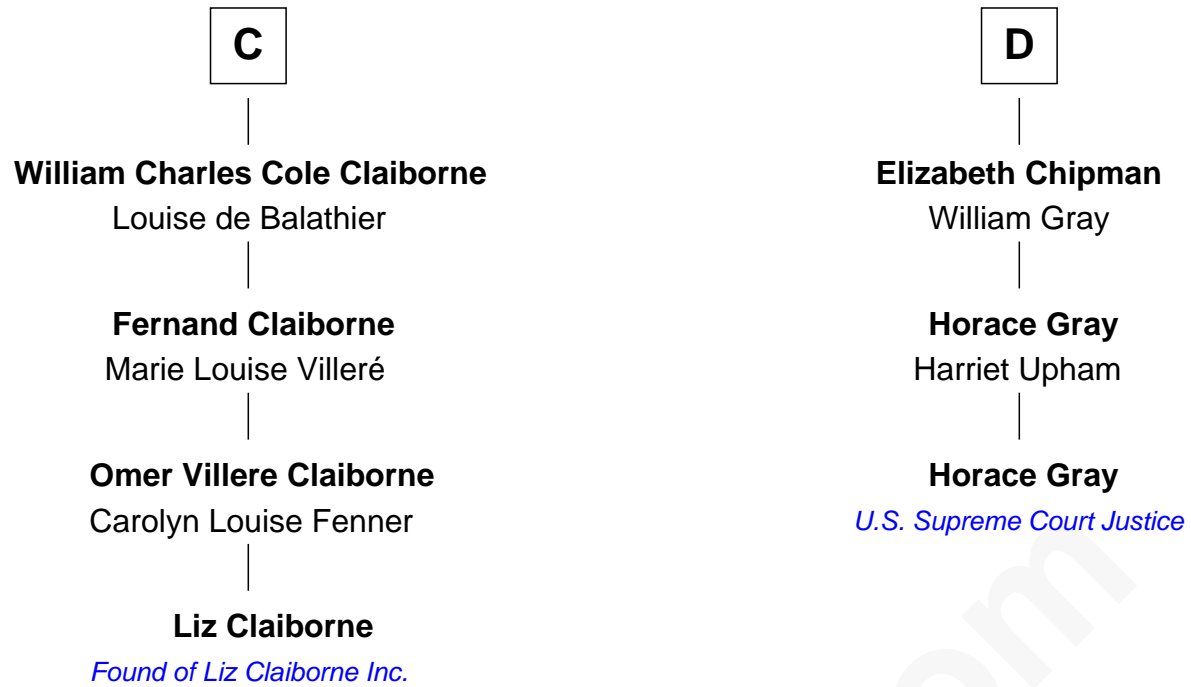 C
William Charles Cole Claiborne
Louise de Balathier
Fernand Claiborne
Marie Louise Villeré
Omer Villere Claiborne
Carolyn Louise Fenner
Liz Claiborne
Found of Liz Claiborne Inc.
D
Elizabeth Chipman
William Gray
Horace Gray
Harriet Upham
Horace Gray
U.S. Supreme Court Justice
om